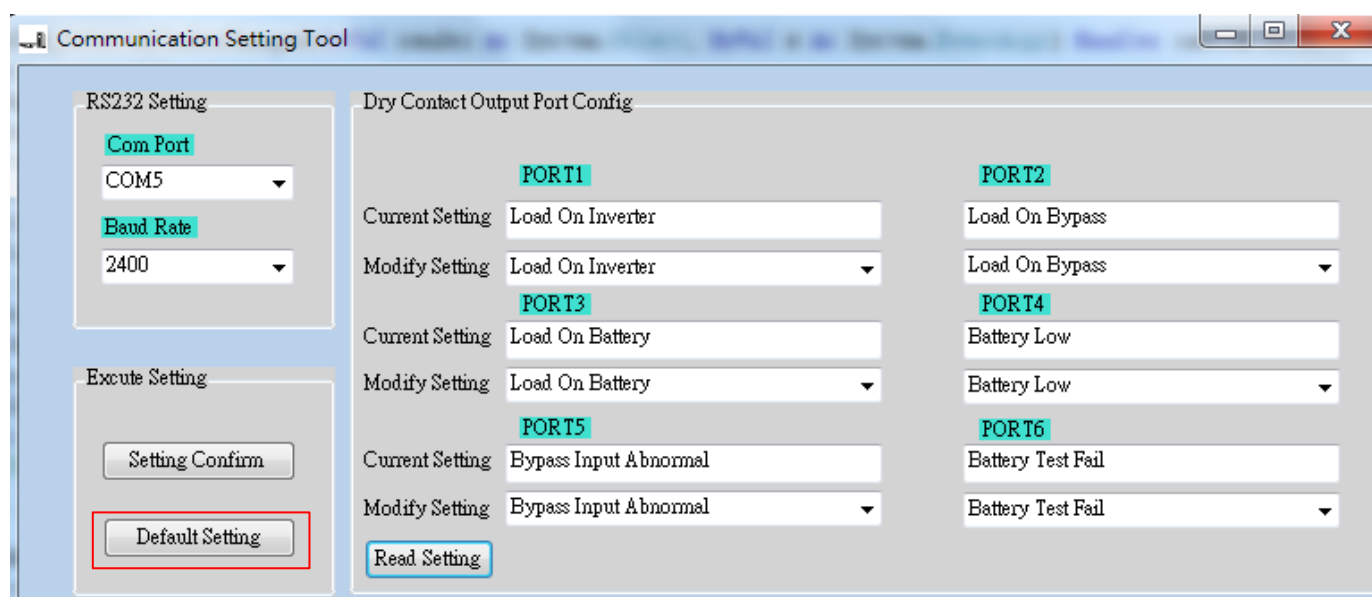 Communication Setting Tool
RS232 Setting
Com Port
COM5
Baud Rate
2400
Excute Setting
Setting Confirm
Default Setting
Dry Contact Output Port Config
PORT1 PORT2
Current Setting Load On Inverter Load On Bypass
Modify Setting Load On Inverter Load On Bypass
PORT3 PORT4
Current Setting Load On Battery Battery Low
Modify Setting Load On Battery Battery Low
PORT5 PORT6
Current Setting Bypass Input Abnormal Battery Test Fail
Modify Setting Bypass Input Abnormal Battery Test Fail
Read Setting